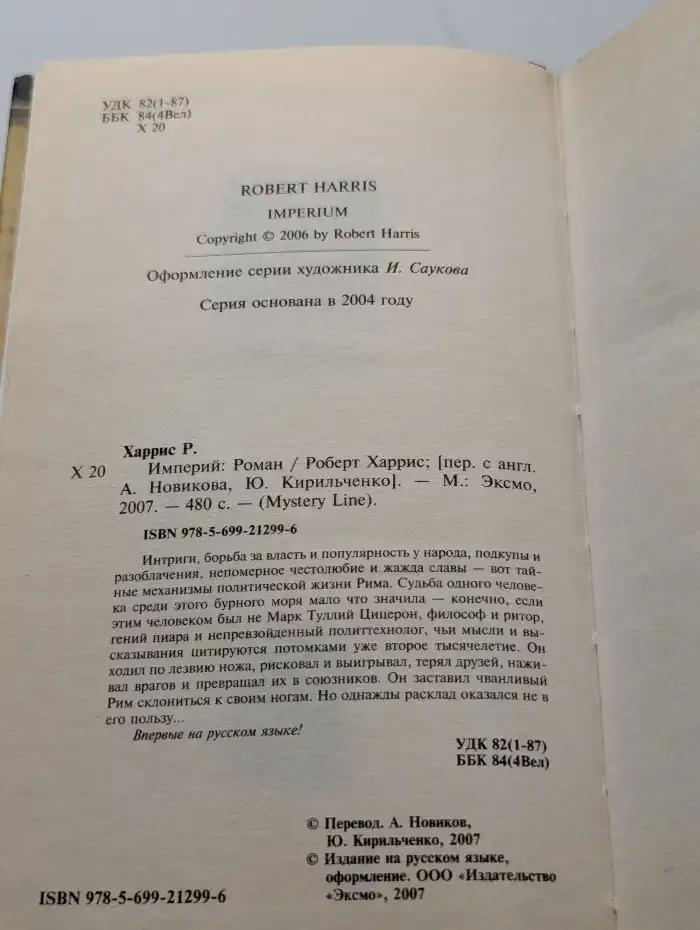 УДК 82(1-87)
ББК 84(4Вел)
Х 20
ROBERT HARRIS
IMPERIUM
Copyright © 2006 by Robert Harris
Оформление серии художника И. Саукова
Серия основана в 2004 году
Харрис Р.
Х 20 Империй: Роман / Роберт Харрис; [пер. с англ.
А. Новикова, Ю. Кирильченко]. — М.: Эксмо,
2007. — 480 с. — (Mystery Line).
ISBN 978-5-699-21299-6
Интриги, борьба за власть и популярность у народа, подкупы и
разоблачения, непомерное честолюбие и жажда славы — вот тай-
ные механизмы политической жизни Рима. Судьба одного челове-
ка среди этого бурного моря мало что значила — конечно, если
этим человеком был не Марк Туллий Цицерон, философ и ритор,
гений пиара и непревзойденный политтехнолог, чьи мысли и вы-
сказывания цитируются потомками уже второе тысячелетие. Он
ходил по лезвию ножа, рисковал и выигрывал, терял друзей, нажи-
вал врагов и превращал их в союзников. Он заставил чванливый
Рим склониться к своим ногам. Но однажды расклад оказался не в
его пользу...
Впервые на русском языке!
УДК 82(1-87)
ББК 84(4Вел)
© Перевод. А. Новиков,
Ю. Кирильченко, 2007
© Издание на русском языке,
оформление. ООО «Издательство
«Эксмо», 2007
ISBN 978-5-699-21299-6